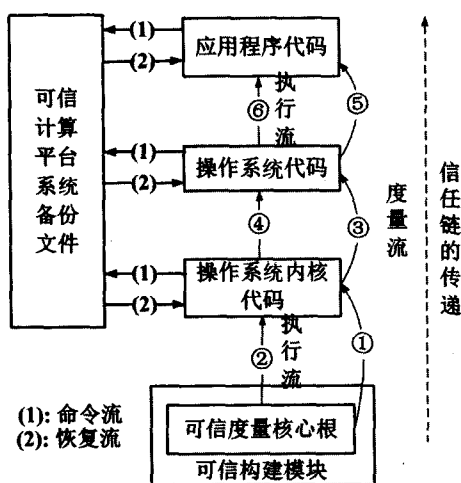 (1)
(2)
应用程序代码
可信
计算
平台
系统
备份
文件
⑥
执
行
流
⑤
(1)
(2)
操作系统代码
④
③
度
量
流
信
任
链
的
传
递
(1)
(2)
操作系统内核
代码
②
执
行
流
①
(1): 命令流
(2): 恢复流
可信度量核心根
可信构建模块